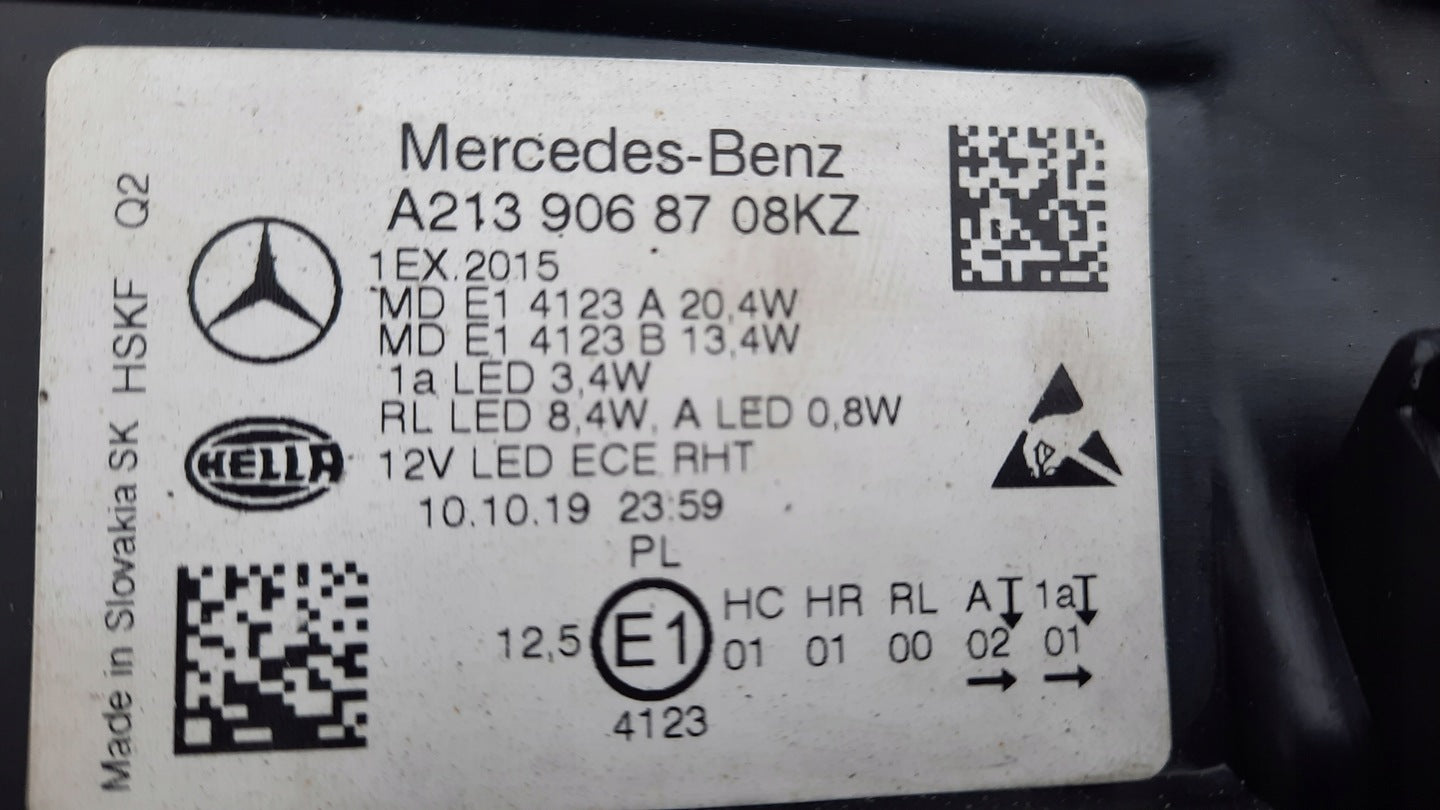 Mercedes-Benz
A213 906 87 08KZ
1EX.2015
MD E1 4123 A 20,4W
MD E1 4123 B 13,4W
1a LED 3,4W
RL LED 8,4W, A LED 0,8W
12V LED ECE RHT
10.10.19 23:59
PL
HC HR RL A 1a
12,5 E1 01 01 00 02 01
4123
HELLA
Made in Slovakia SK HSKF Q2